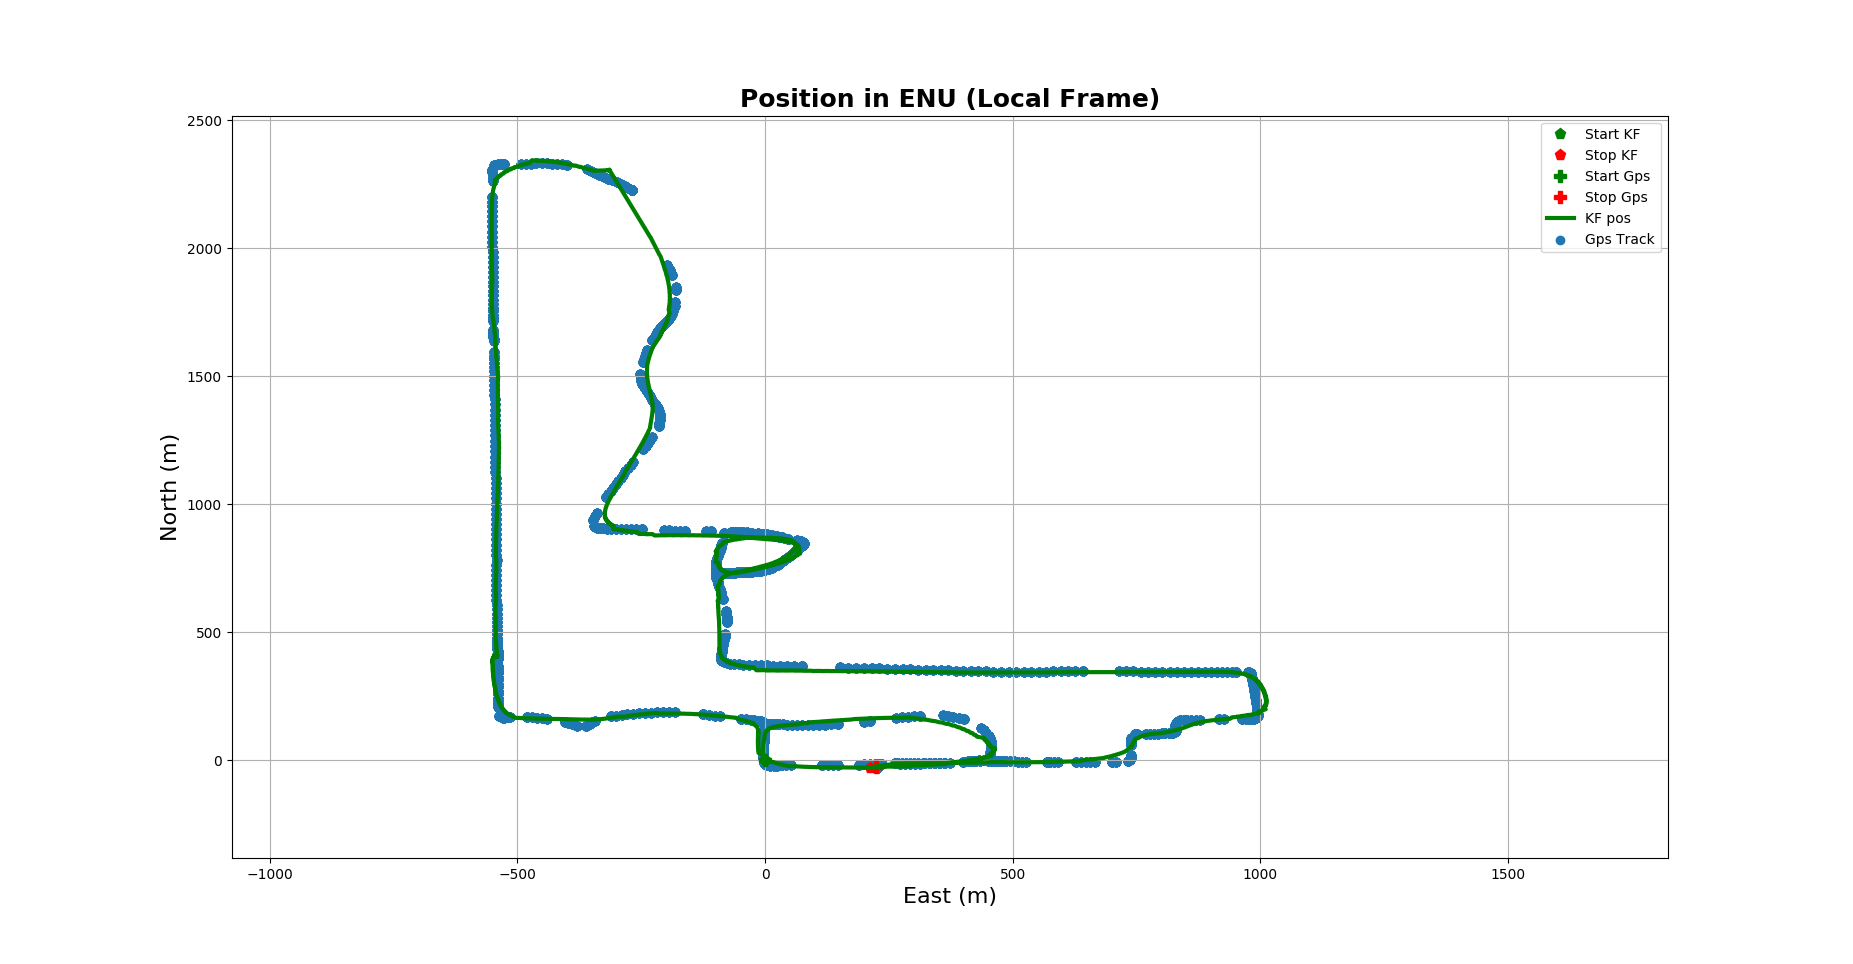 Position in ENU (Local Frame)
2500
2000
1500
1000
500
0
North (m)
−1000
−500
0
500
1000
1500
East (m)
Start KF
Stop KF
Start Gps
Stop Gps
KF pos
Gps Track